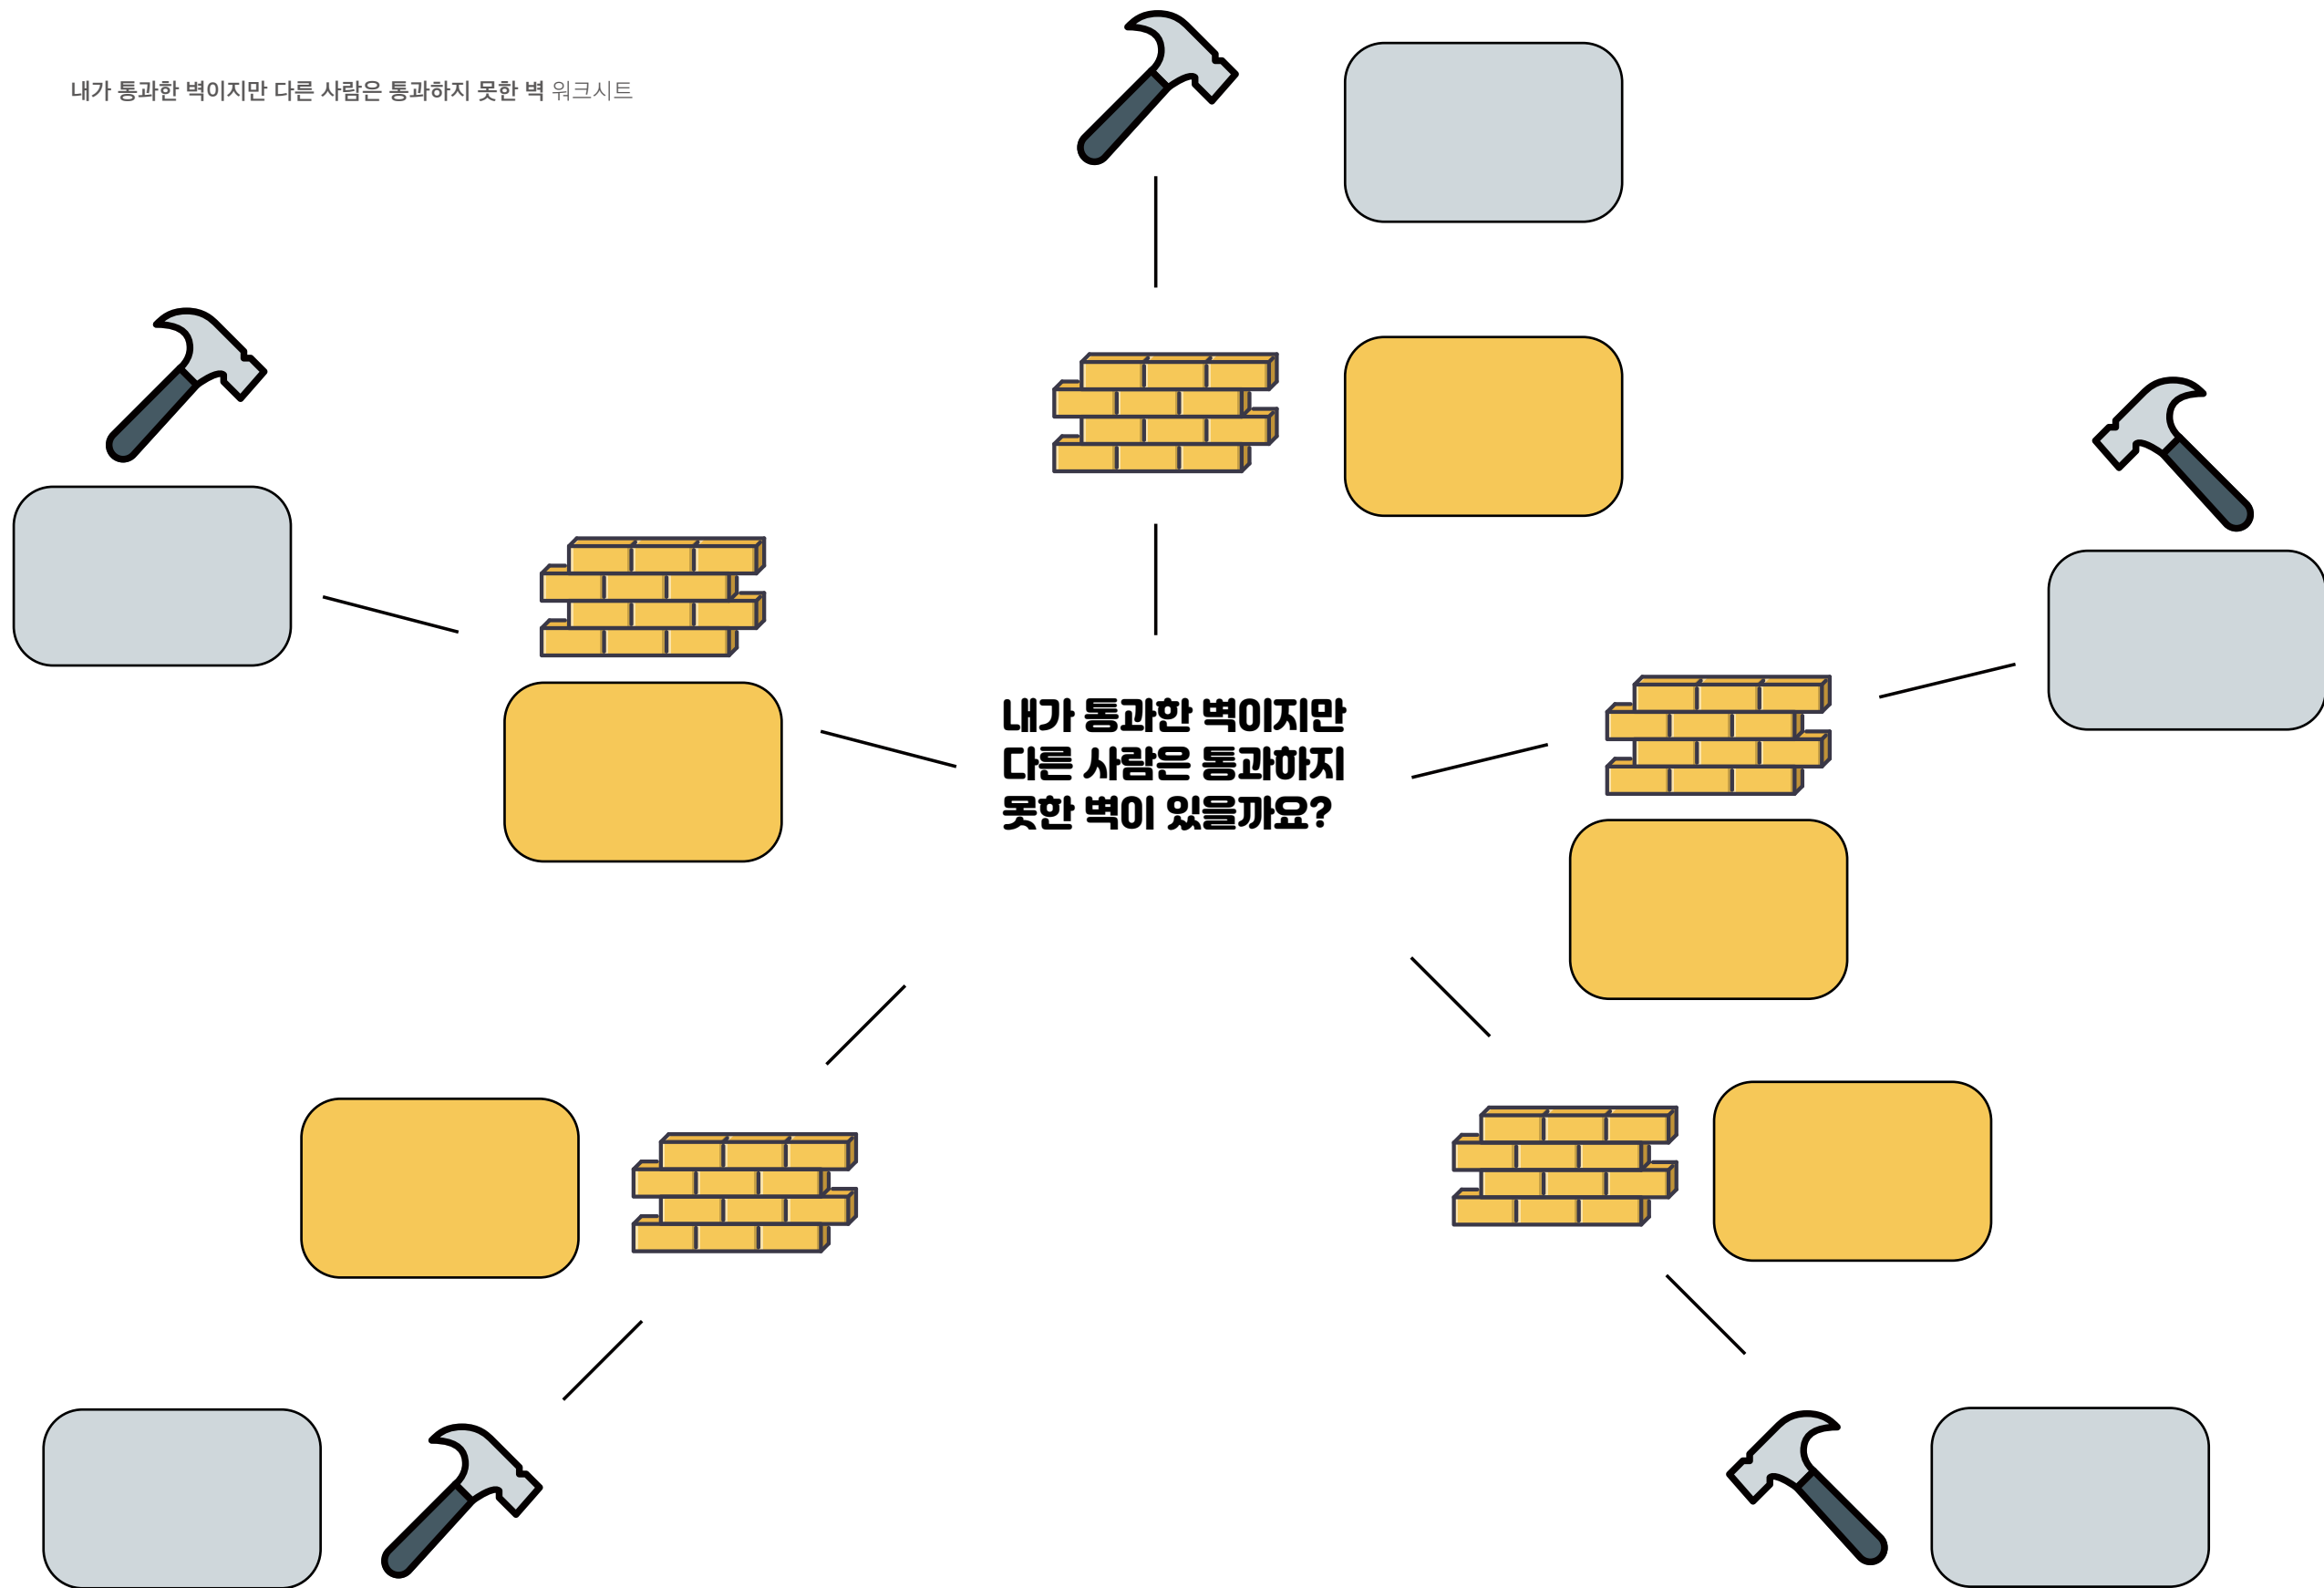 내가 통과한 벽이지만 다른 사람은 통과하지 못한 벽 워크시트
내가 통과한 벽이지만
다른 사람은 통과하지
못한 벽이 있을까요?